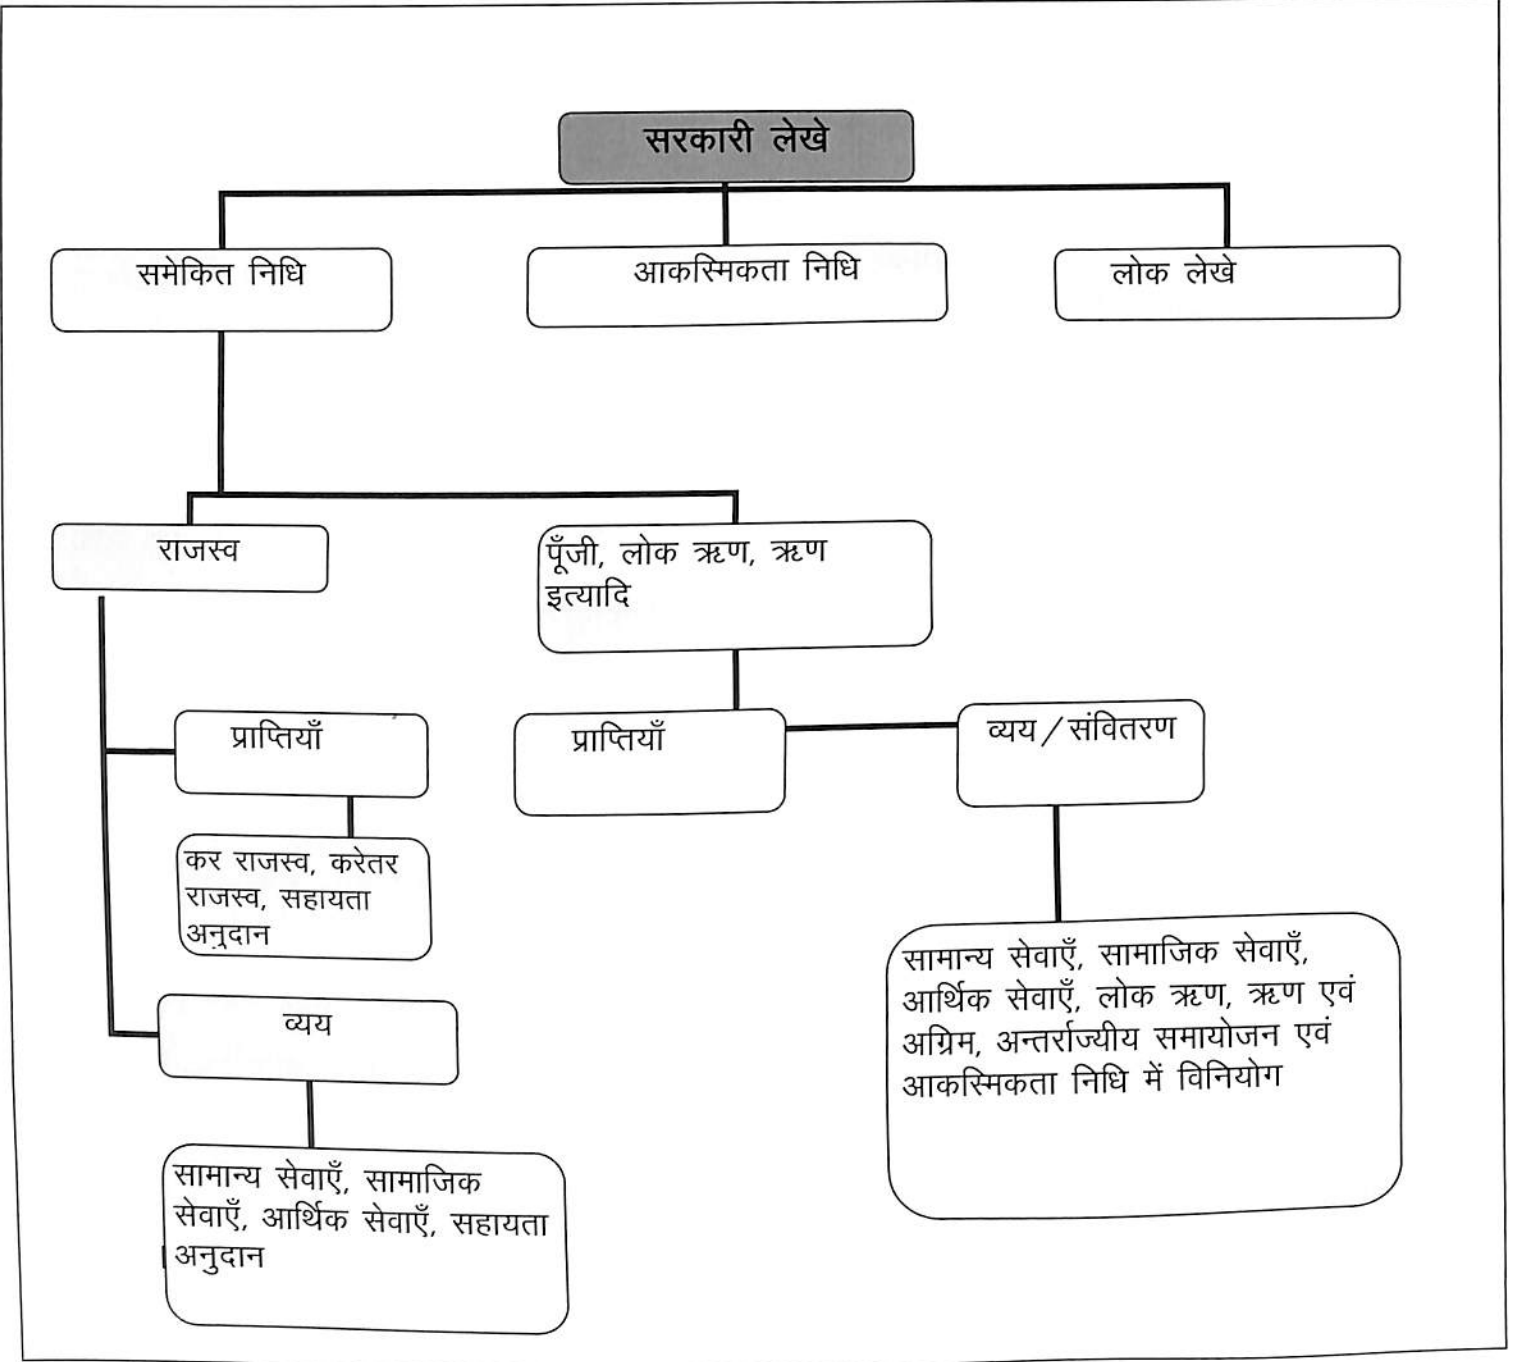 सरकारी लेखे
समेकित निधि
आकस्मिकता निधि
लोक लेखे
राजस्व
पूँजी, लोक ऋण, ऋण
इत्यादि
प्राप्तियाँ
प्राप्तियाँ
व्यय/संवितरण
कर राजस्व, करेतर
राजस्व, सहायता
अनुदान
व्यय
सामान्य सेवाएँ, सामाजिक सेवाएँ,
आर्थिक सेवाएँ, लोक ऋण, ऋण एवं
अग्रिम, अन्तर्राज्यीय समायोजन एवं
आकस्मिकता निधि में विनियोग
सामान्य सेवाएँ, सामाजिक
सेवाएँ, आर्थिक सेवाएँ, सहायता
अनुदान